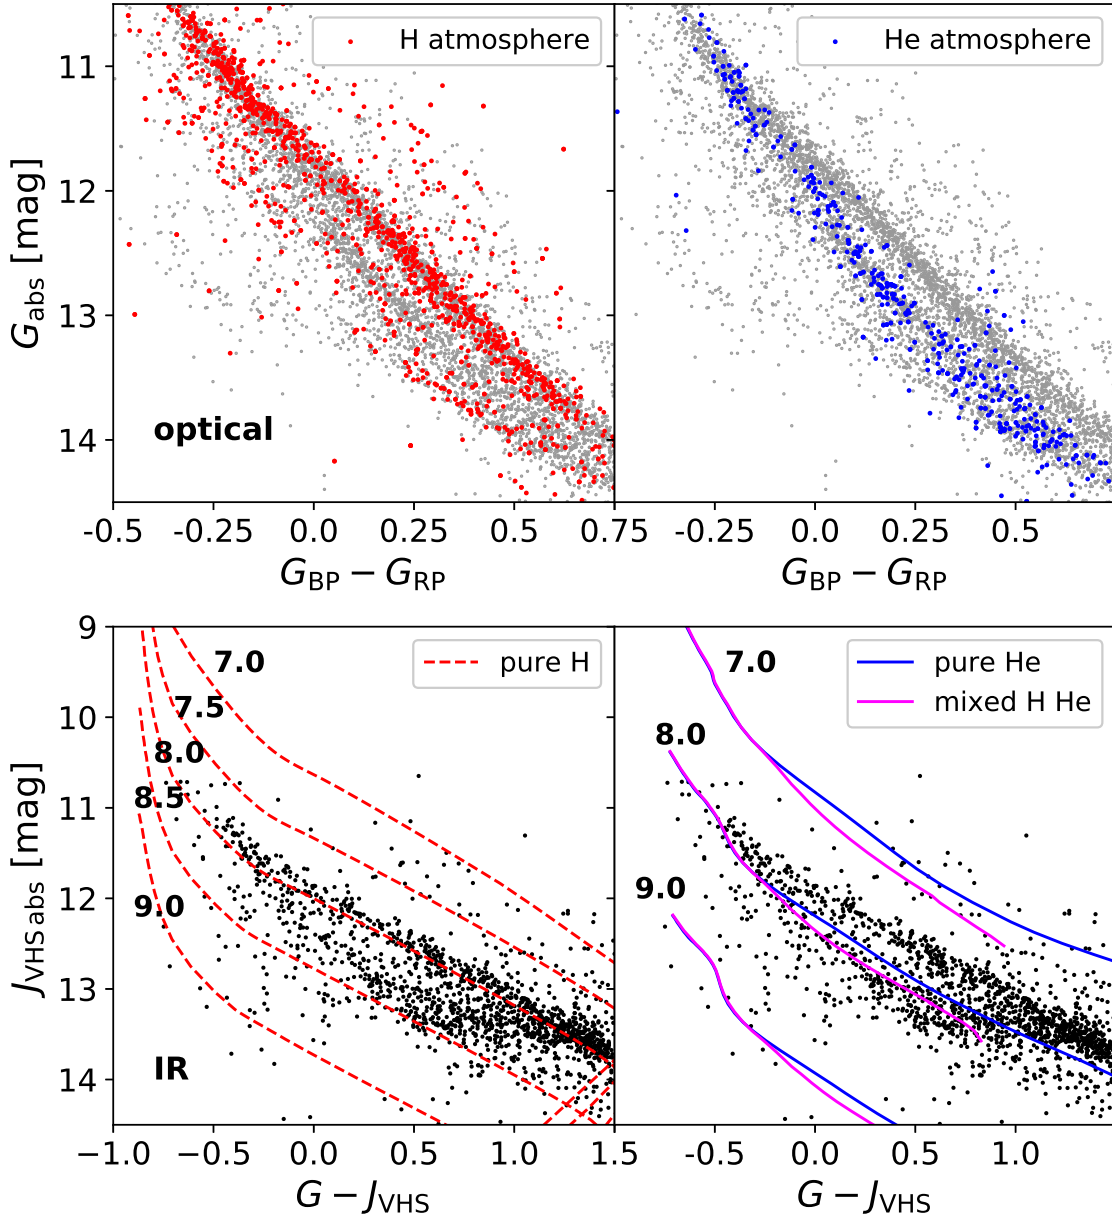 H atmosphere
He atmosphere
11
12
13
14
G_abs [mag]
optical
-0.5 -0.25 0.0 0.25 0.5 0.75
-0.25 0.0 0.25 0.5
G_BP − G_RP
G_BP − G_RP
9
10
11
12
13
14
J_VHS abs [mag]
pure H
7.0
7.5
8.0
8.5
9.0
IR
pure He
mixed H He
7.0
8.0
9.0
−1.0 -0.5 0.0 0.5 1.0 1.5
-0.5 0.0 0.5 1.0
G − J_VHS
G − J_VHS